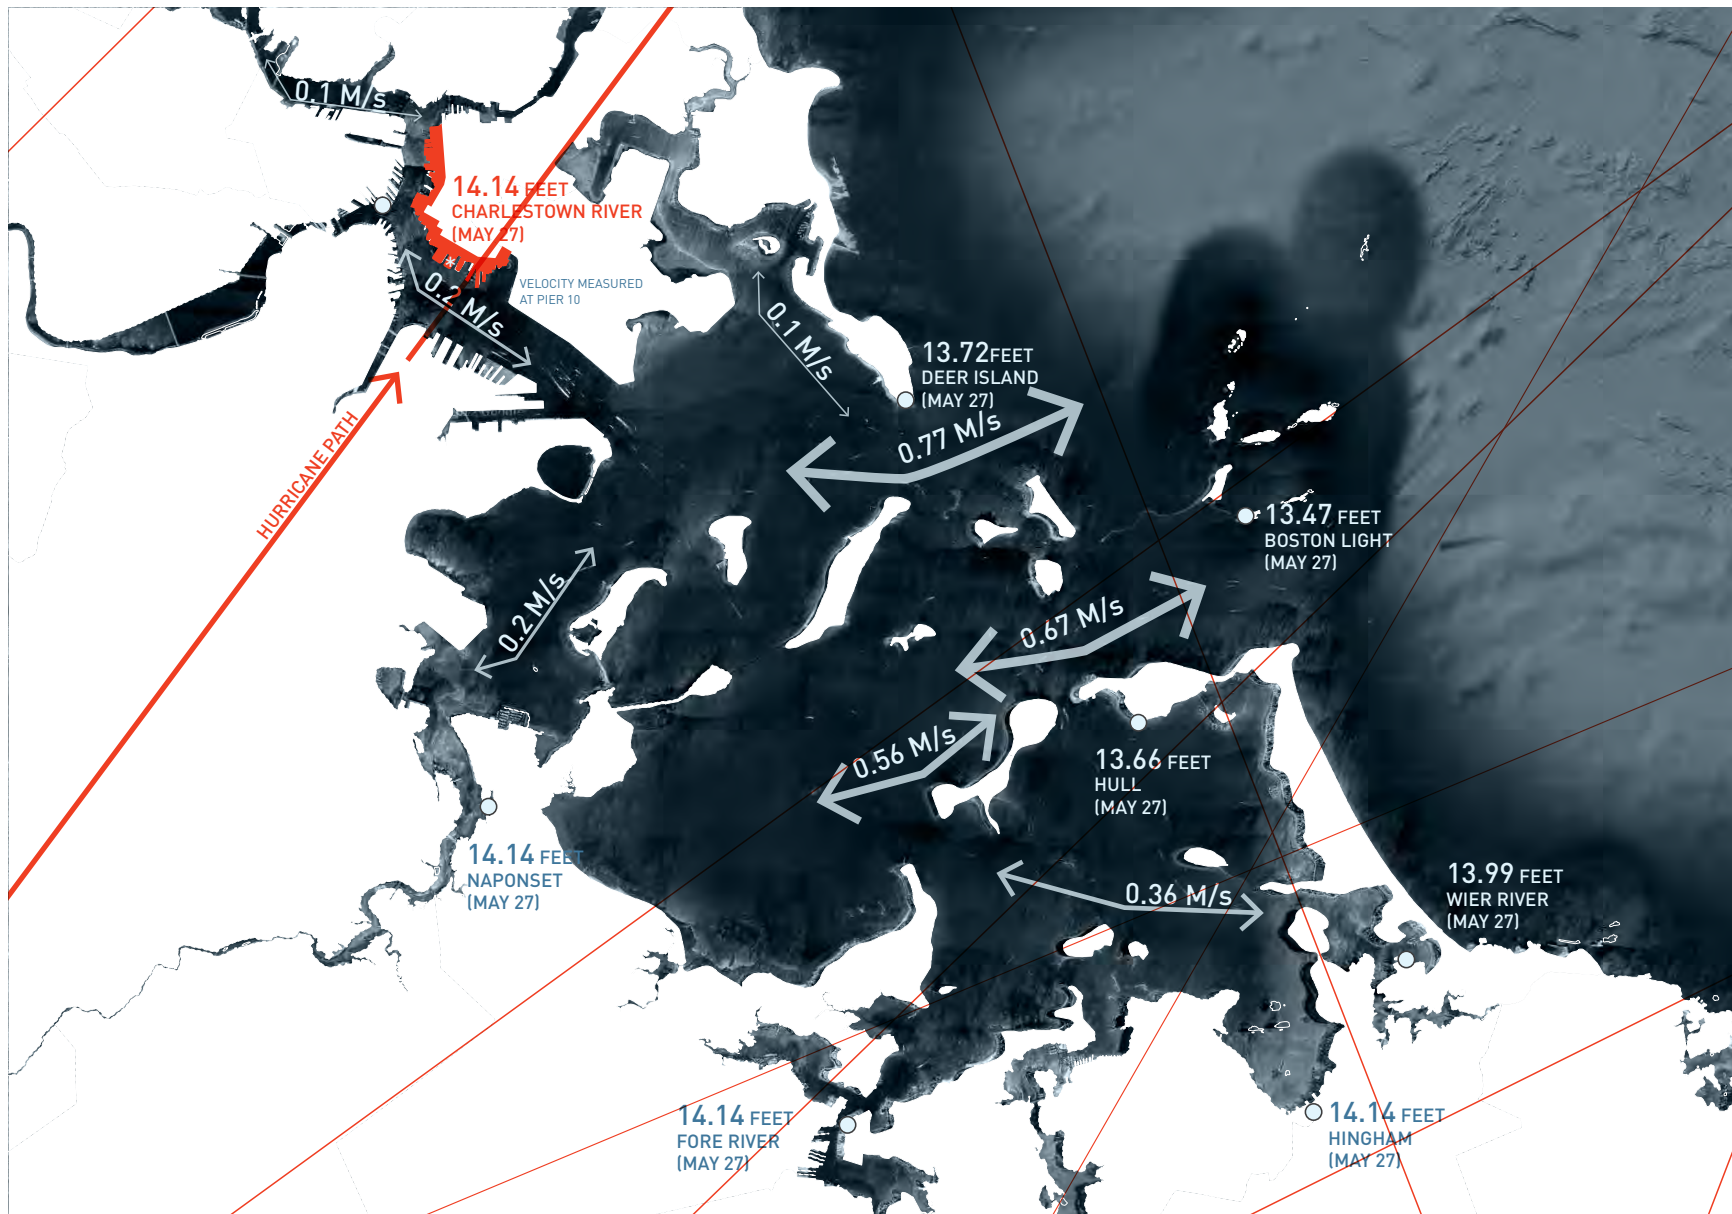 0.1 M/s
14.14 FEET
CHARLESTOWN RIVER
(MAY 27)
*
VELOCITY MEASURED
AT PIER 10
0.2 M/s
0.1 M/s
13.72FEET
DEER ISLAND
(MAY 27)
0.77 M/s
HURRICANE PATH
13.47 FEET
BOSTON LIGHT
(MAY 27)
0.2 M/s
0.67 M/s
0.56 M/s
13.66 FEET
HULL
(MAY 27)
14.14 FEET
NAPONSET
(MAY 27)
0.36 M/s
13.99 FEET
WIER RIVER
(MAY 27)
14.14 FEET
FORE RIVER
(MAY 27)
14.14 FEET
HINGHAM
(MAY 27)